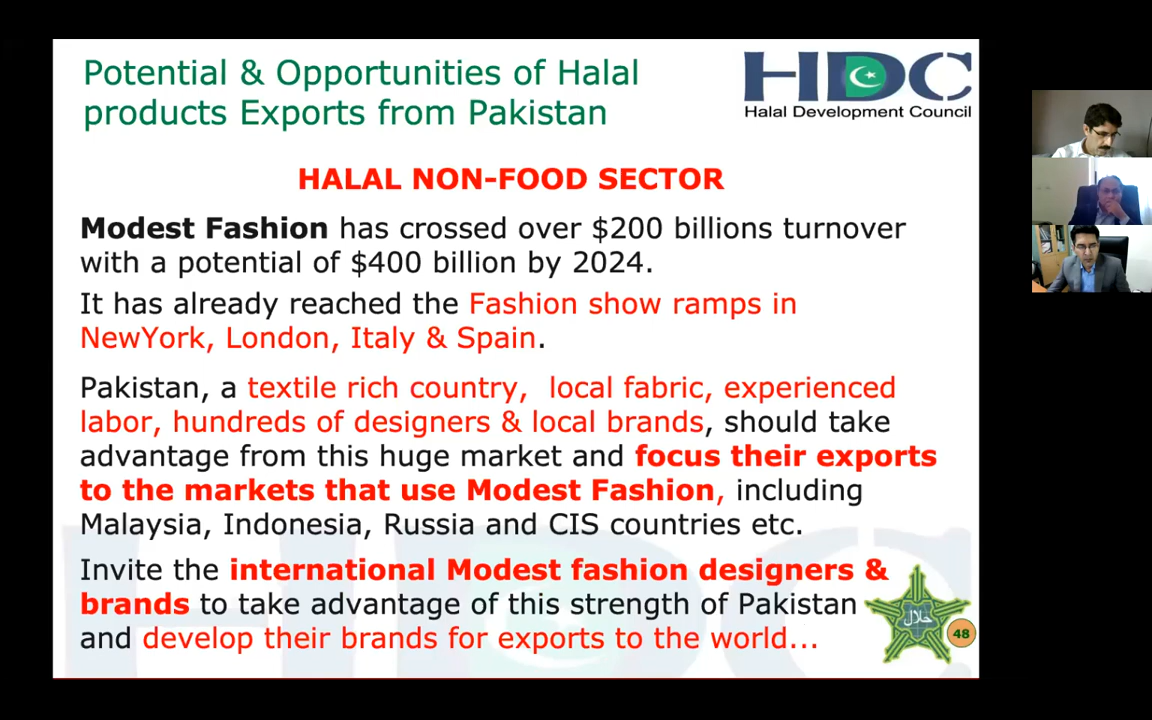 Potential & Opportunities of Halal
products Exports from Pakistan
HDC
Halal Development Council
HALAL NON-FOOD SECTOR
Modest Fashion has crossed over $200 billions turnover
with a potential of $400 billion by 2024.
It has already reached the Fashion show ramps in
NewYork, London, Italy & Spain.
Pakistan, a textile rich country, local fabric, experienced
labor, hundreds of designers & local brands, should take
advantage from this huge market and focus their exports
to the markets that use Modest Fashion, including
Malaysia, Indonesia, Russia and CIS countries etc.
Invite the international Modest fashion designers &
brands to take advantage of this strength of Pakistan
and develop their brands for exports to the world...
حلال
48
HDC